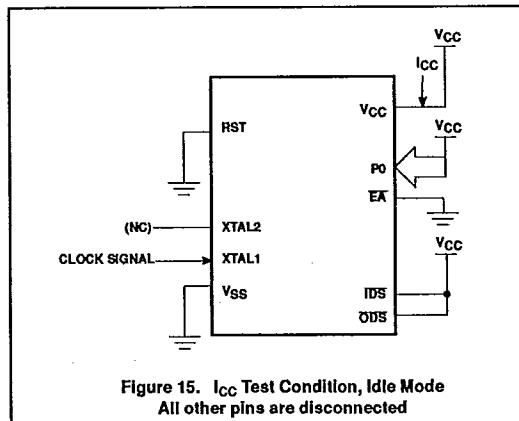 VCC
ICC
VCC
RST
VCC
P0
EA
(NC)
XTAL2
VCC
CLOCK SIGNAL
XTAL1
VSS
IDS
ODS
Figure 15. ICC Test Condition, Idle Mode
All other pins are disconnected